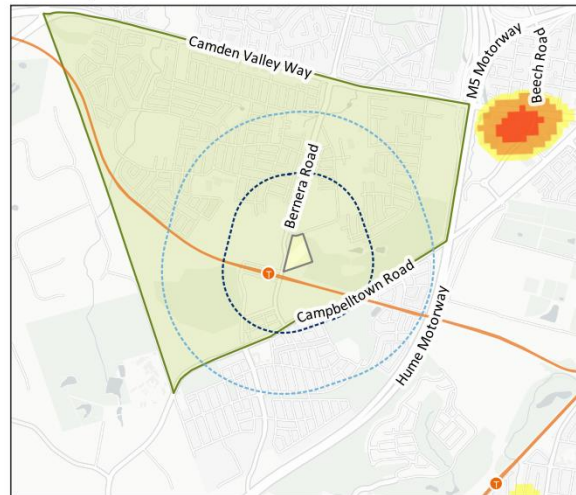 Camden Valley Way
M5 Motorway
Beech Road
Bernera Road
T
Campbelltown Road
Hume Motorway
T